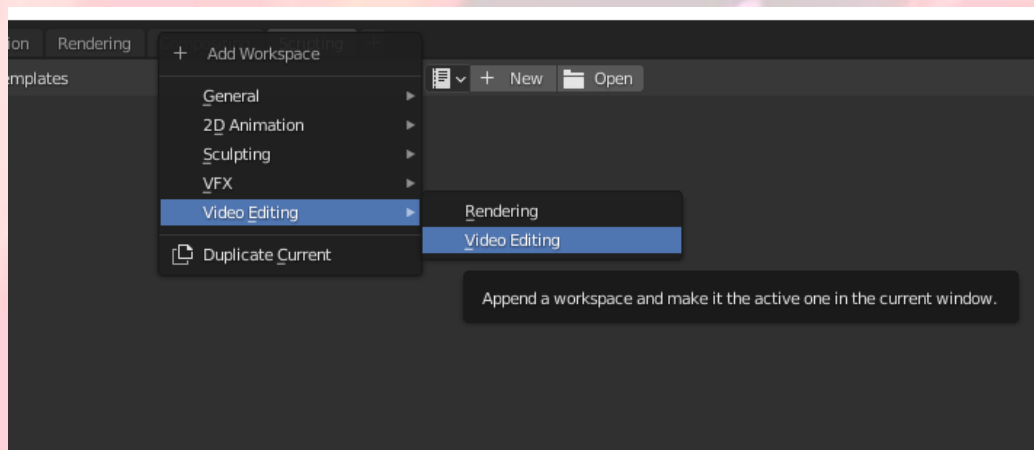 ion Rendering Scripting
emplates
New Open
Add Workspace
General
2D Animation
Sculpting
VFX
Video Editing
Duplicate Current
Rendering
Video Editing
Append a workspace and make it the active one in the current window.